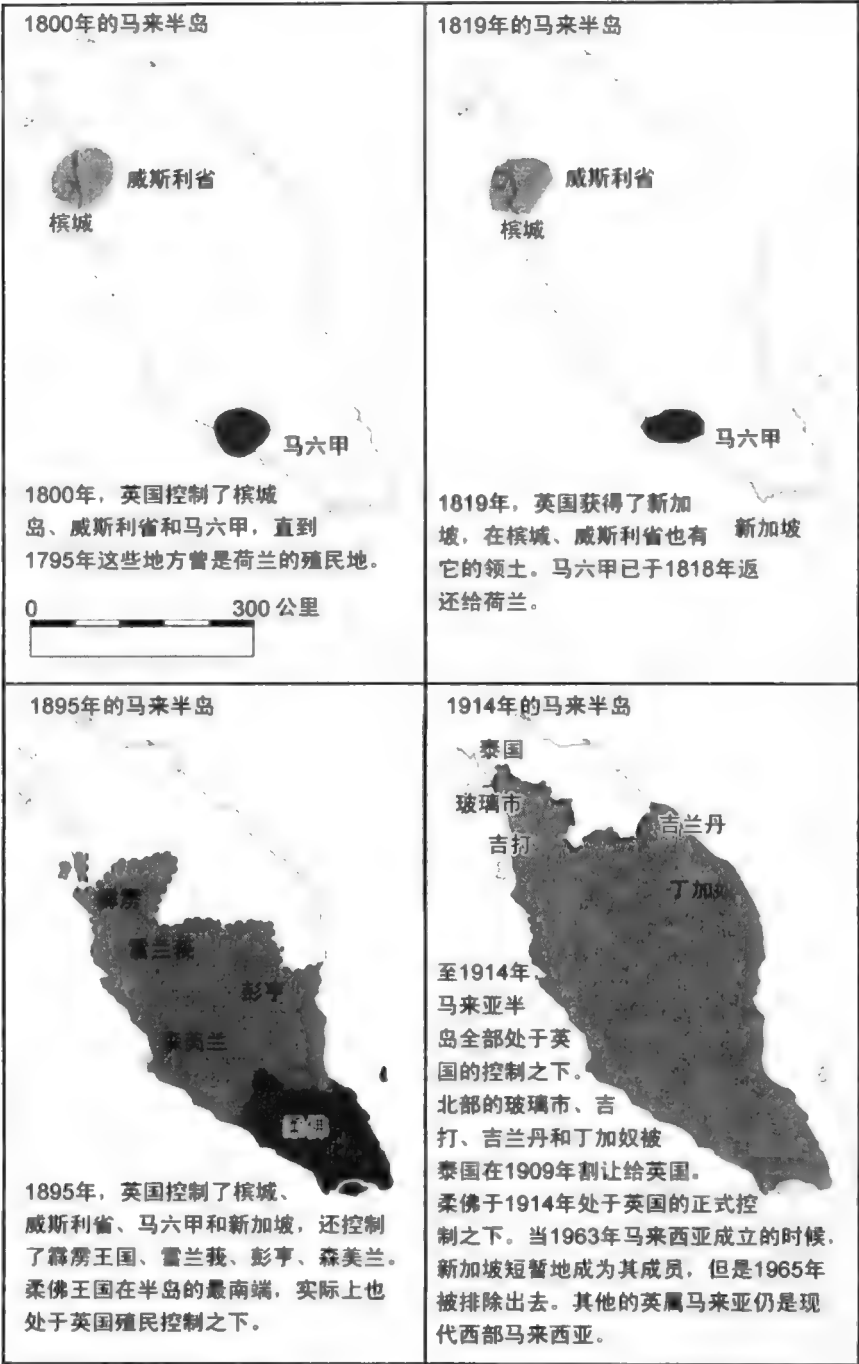 1800年的马来半岛
威斯利省
槟城
马六甲
1800年，英国控制了槟城
岛、威斯利省和马六甲，直到
1795年这些地方曾是荷兰的殖民地。
0 300 公里
1819年的马来半岛
威斯利省
槟城
马六甲
新加坡
1819年，英国获得了新加
坡，在槟城、威斯利省也有
它的领土。马六甲已于1818年返
还给荷兰。
1895年的马来半岛
霹雳
雪兰莪
彭亨
森美兰
柔佛
1895年，英国控制了槟城、
威斯利省、马六甲和新加坡，还控制
了霹雳王国、雪兰莪、彭亨、森美兰。
柔佛王国在半岛的最南端，实际上也
处于英国殖民控制之下。
1914年的马来半岛
泰国
玻璃市
吉打
吉兰丹
丁加奴
至1914年，
马来亚半
岛全部处于英
国的控制之下。
北部的玻璃市、吉
打、吉兰丹和丁加奴被
泰国在1909年割让给英国。
柔佛于1914年处于英国的正式控
制之下。当1963年马来西亚成立的时候，
新加坡短暂地成为其成员，但是1965年
被排除出去。其他的英属马来亚仍是现
代西部马来西亚。